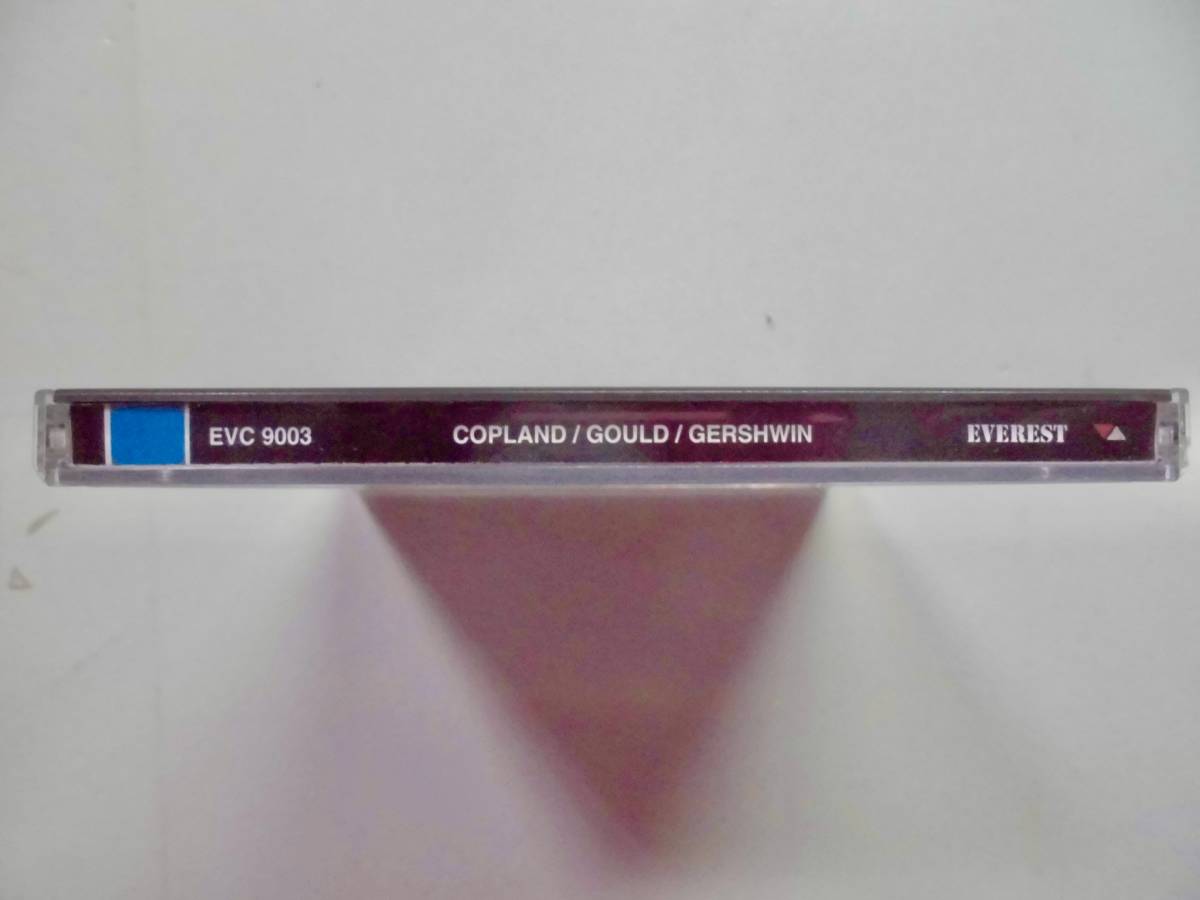 EVC 9003 COPLAND / GOULD / GERSHWIN EVEREST